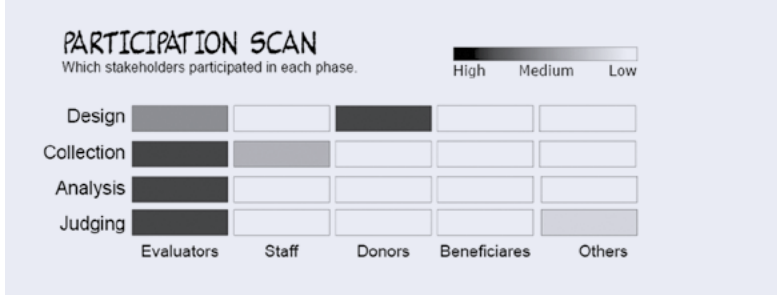 PARTICIPATION SCAN
Which stakeholders participated in each phase.
High Medium Low
Design
Collection
Analysis
Judging
Evaluators Staff Donors Beneficiares Others